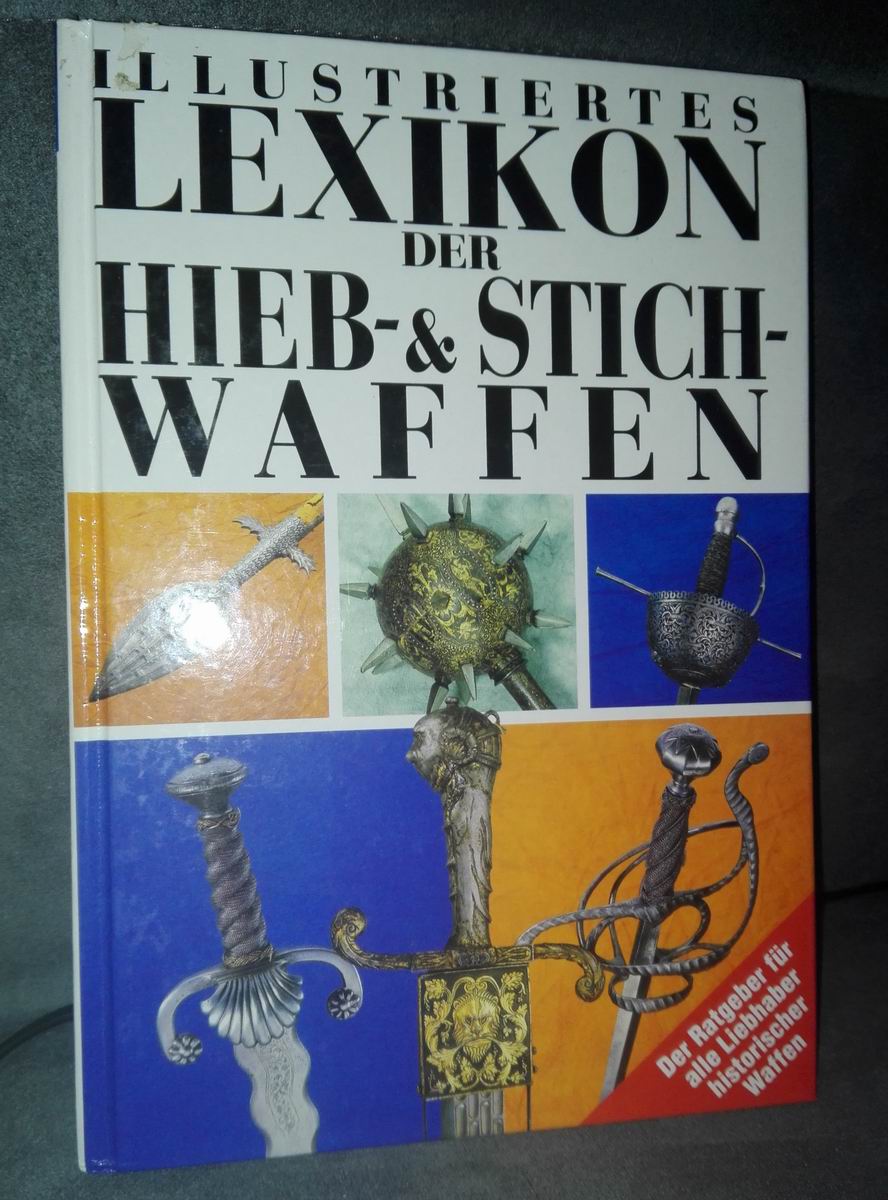 ILLUSTRIERTES
LEXIKON
DER
HIEB- & STICH-
WAFFEN
Der Ratgeber für
alle Liebhaber
historischer
Waffen